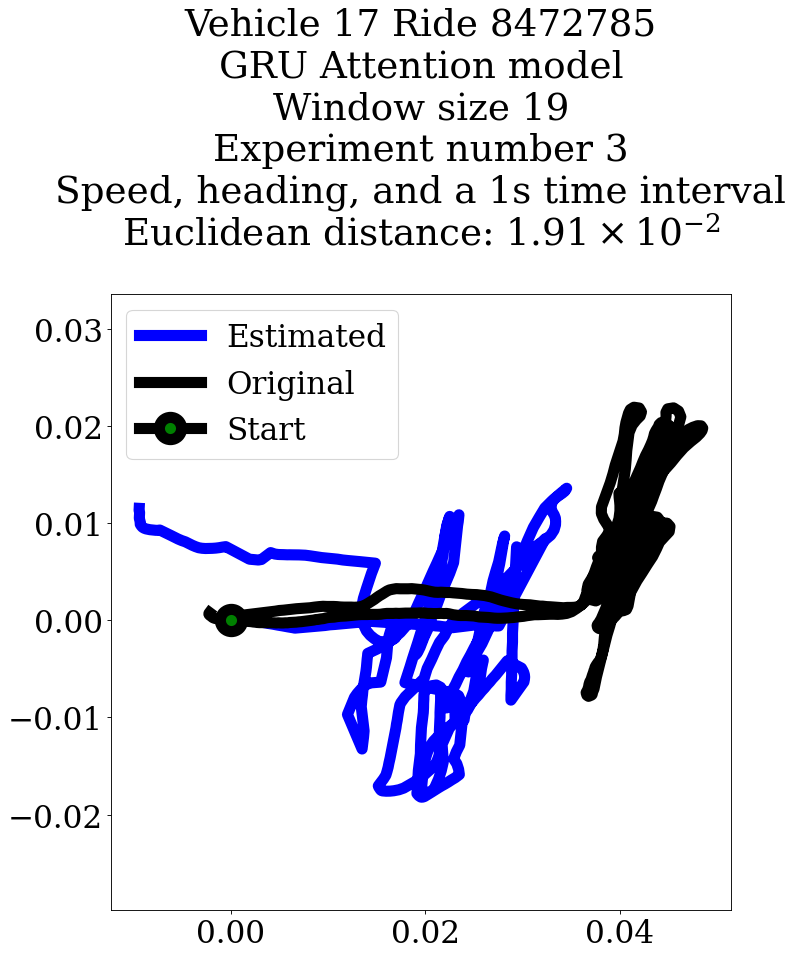 Vehicle 17 Ride 8472785
GRU Attention model
Window size 19
Experiment number 3
Speed, heading, and a 1s time interval
Euclidean distance: 1.91 × 10⁻²
Estimated
Original
Start
0.03
0.02
0.01
0.00
−0.01
−0.02
0.00 0.02 0.04